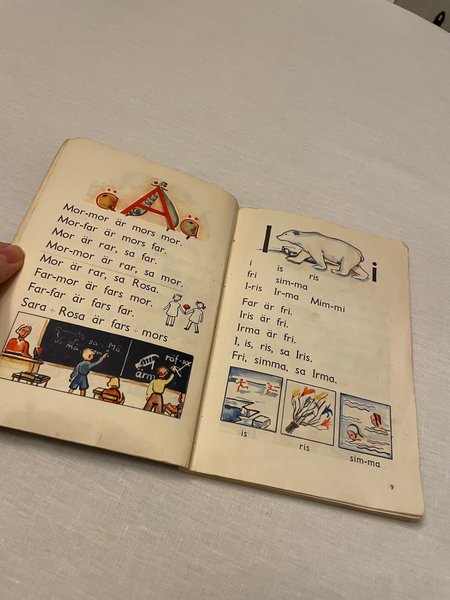 ä Ä ä
Mor-mor är mors mor.
Mor-far är mors far.
Mor är rar, sa far.
Mor-mor är rar, sa mor.
Mor är rar, sa Rosa.
Far-mor är fars mor.
Far-far är fars far.
Sara + Rosa är fars + mors
sa
räf-sor
I i
i is ris
fri sim-ma
I-ris Ir-ma Mim-mi
Far är fri.
Iris är fri.
Irma är fri.
I, is, ris, sa Iris.
Fri, simma, sa Irma.
is ris sim-ma
9